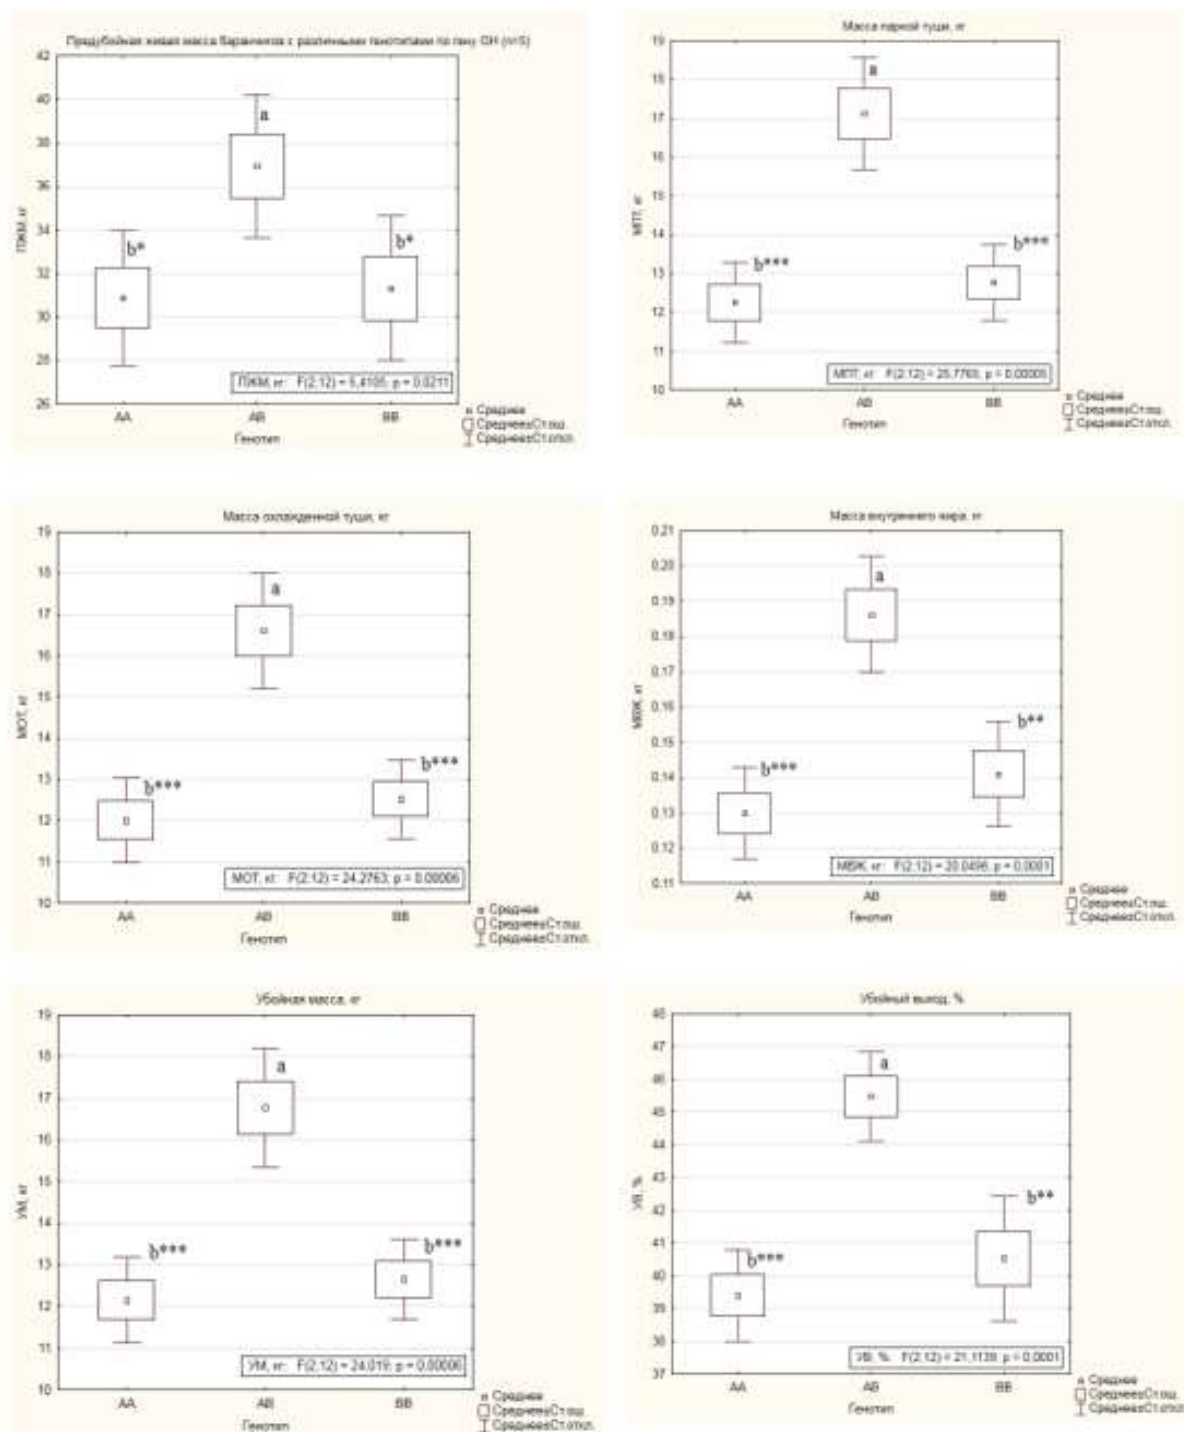 Предубойная живая масса баранчиков с различными генотипами по гену GH (n=5)
42
40
38
36
34
32
30
28
26
ПЖМ, кг
b*
a
b*
ПЖМ, кг: F(2;12) = 5,4105; p = 0,0211
AA
AB
BB
Генотип
Среднее
Среднее±Ст.ош.
Среднее±Ст.откл.
Масса парной туши, кг
19
18
17
16
15
14
13
12
11
10
МПТ, кг
b***
a
b***
МПТ, кг: F(2;12) = 25,7769; p = 0,00005
AA
AB
BB
Генотип
Среднее
Среднее±Ст.ош.
Среднее±Ст.откл.
Масса охлажденной туши, кг
19
18
17
16
15
14
13
12
11
10
МОТ, кг
b***
a
b***
МОТ, кг: F(2;12) = 24,2763; p = 0,00006
AA
AB
BB
Генотип
Среднее
Среднее±Ст.ош.
Среднее±Ст.откл.
Масса внутреннего жира, кг
0,21
0,20
0,19
0,18
0,17
0,16
0,15
0,14
0,13
0,12
0,11
МВЖ, кг
b***
a
b**
МВЖ, кг: F(2;12) = 20,0498; p = 0,0001
AA
AB
BB
Генотип
Среднее
Среднее±Ст.ош.
Среднее±Ст.откл.
Убойная масса, кг
19
18
17
16
15
14
13
12
11
10
УМ, кг
b***
a
b***
УМ, кг: F(2;12) = 24,019; p = 0,00006
AA
AB
BB
Генотип
Среднее
Среднее±Ст.ош.
Среднее±Ст.откл.
Убойный выход, %
48
47
46
45
44
43
42
41
40
39
38
37
УВ, %
b***
a
b**
УВ, %: F(2;12) = 21,1139; p = 0,0001
AA
AB
BB
Генотип
Среднее
Среднее±Ст.ош.
Среднее±Ст.откл.